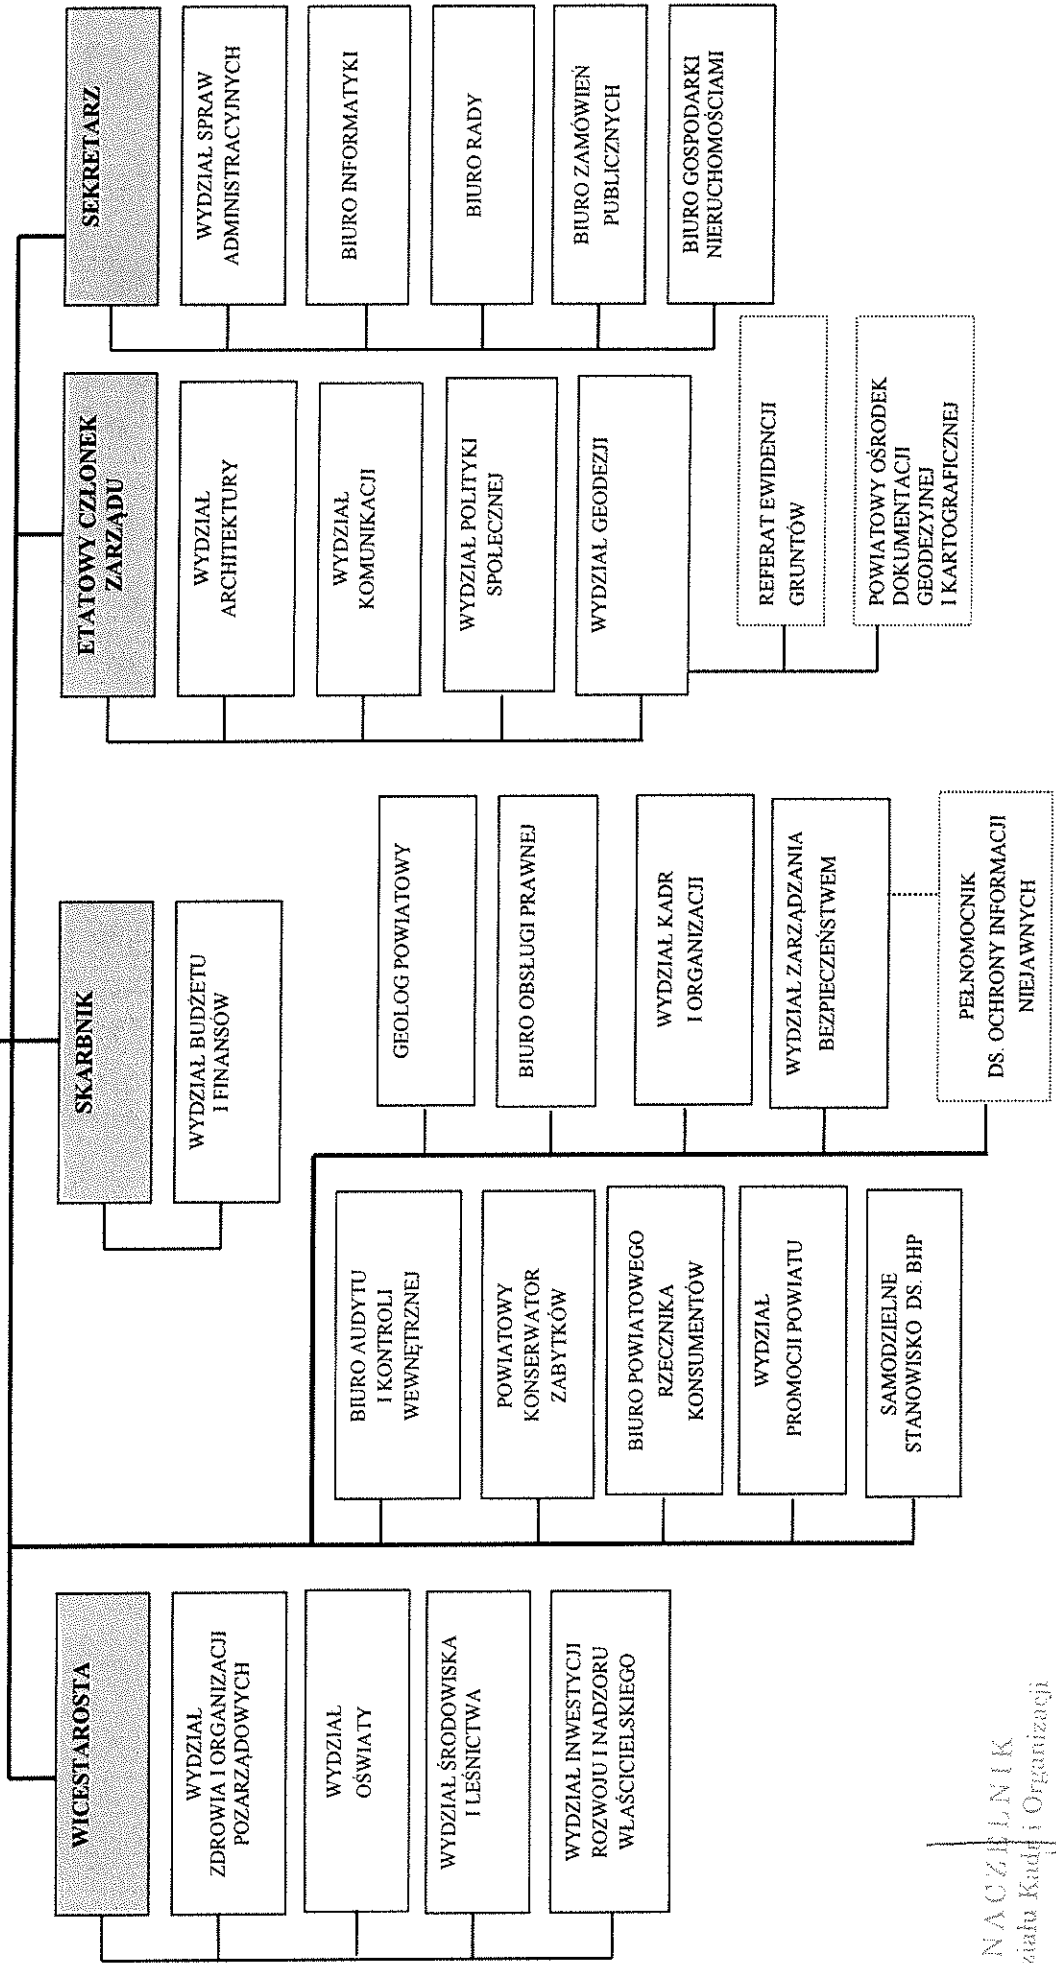 WICESTAROSTA
WYDZIAŁ
ZDROWIA I ORGANIZACJI
POZARZĄDOWYCH
WYDZIAŁ
OŚWIATY
WYDZIAŁ ŚRODOWISKA
I LEŚNICTWA
WYDZIAŁ INWESTYCJI
ROZWOJU I NADZORU
WŁAŚCICIELSKIEGO
BIURO AUDYTU
I KONTROLI
WEWNĘTRZNEJ
POWIATOWY
KONSERWATOR
ZABYTKÓW
BIURO POWIATOWEGO
RZECZNIKA
KONSUMENTÓW
WYDZIAŁ
PROMOCJI POWIATU
SAMODZIELNE
STANOWISKO DS. BHP
SKARBNIK
WYDZIAŁ BUDŻETU
I FINANSÓW
GEOLOG POWIATOWY
BIURO OBSŁUGI PRAWNEJ
WYDZIAŁ KADR
I ORGANIZACJI
WYDZIAŁ ZARZĄDZANIA
BEZPIECZEŃSTWEM
PEŁNOMOCNIK
DS. OCHRONY INFORMACJI
NIEJAWNYCH
ETATOWY CZŁONEK
ZARZĄDU
WYDZIAŁ
ARCHITEKTURY
WYDZIAŁ
KOMUNIKACJI
WYDZIAŁ POLITYKI
SPOŁECZNEJ
WYDZIAŁ GEODEZJI
REFERAT EWIDENCJI
GRUNTÓW
POWIATOWY OŚRODEK
DOKUMENTACJI
GEODEZYJNEJ
I KARTOGRAFICZNEJ
SEKRETARZ
WYDZIAŁ SPRAW
ADMINISTRACYJNYCH
BIURO INFORMATYKI
BIURO RADY
BIURO ZAMÓWIEŃ
PUBLICZNYCH
BIURO GOSPODARKI
NIERUCHOMOŚCIAMI
NACZELNIK
ziału Kadr i Organizacji